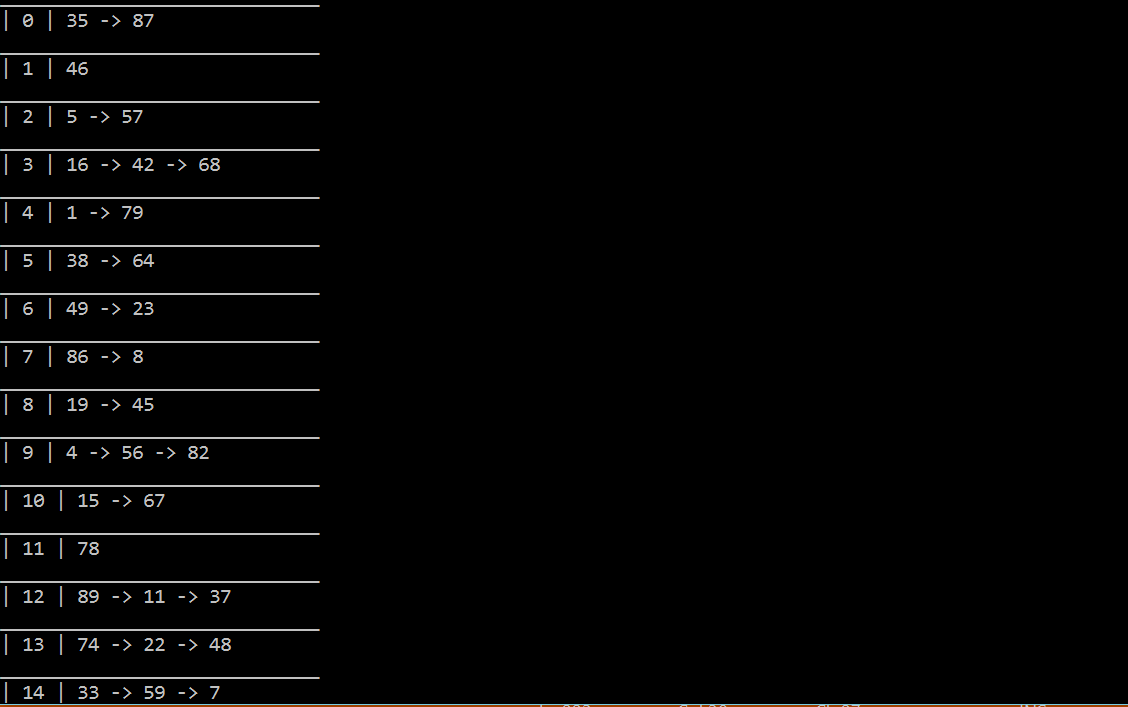 | 0 | 35 -> 87
| 1 | 46
| 2 | 5 -> 57
| 3 | 16 -> 42 -> 68
| 4 | 1 -> 79
| 5 | 38 -> 64
| 6 | 49 -> 23
| 7 | 86 -> 8
| 8 | 19 -> 45
| 9 | 4 -> 56 -> 82
| 10 | 15 -> 67
| 11 | 78
| 12 | 89 -> 11 -> 37
| 13 | 74 -> 22 -> 48
| 14 | 33 -> 59 -> 7